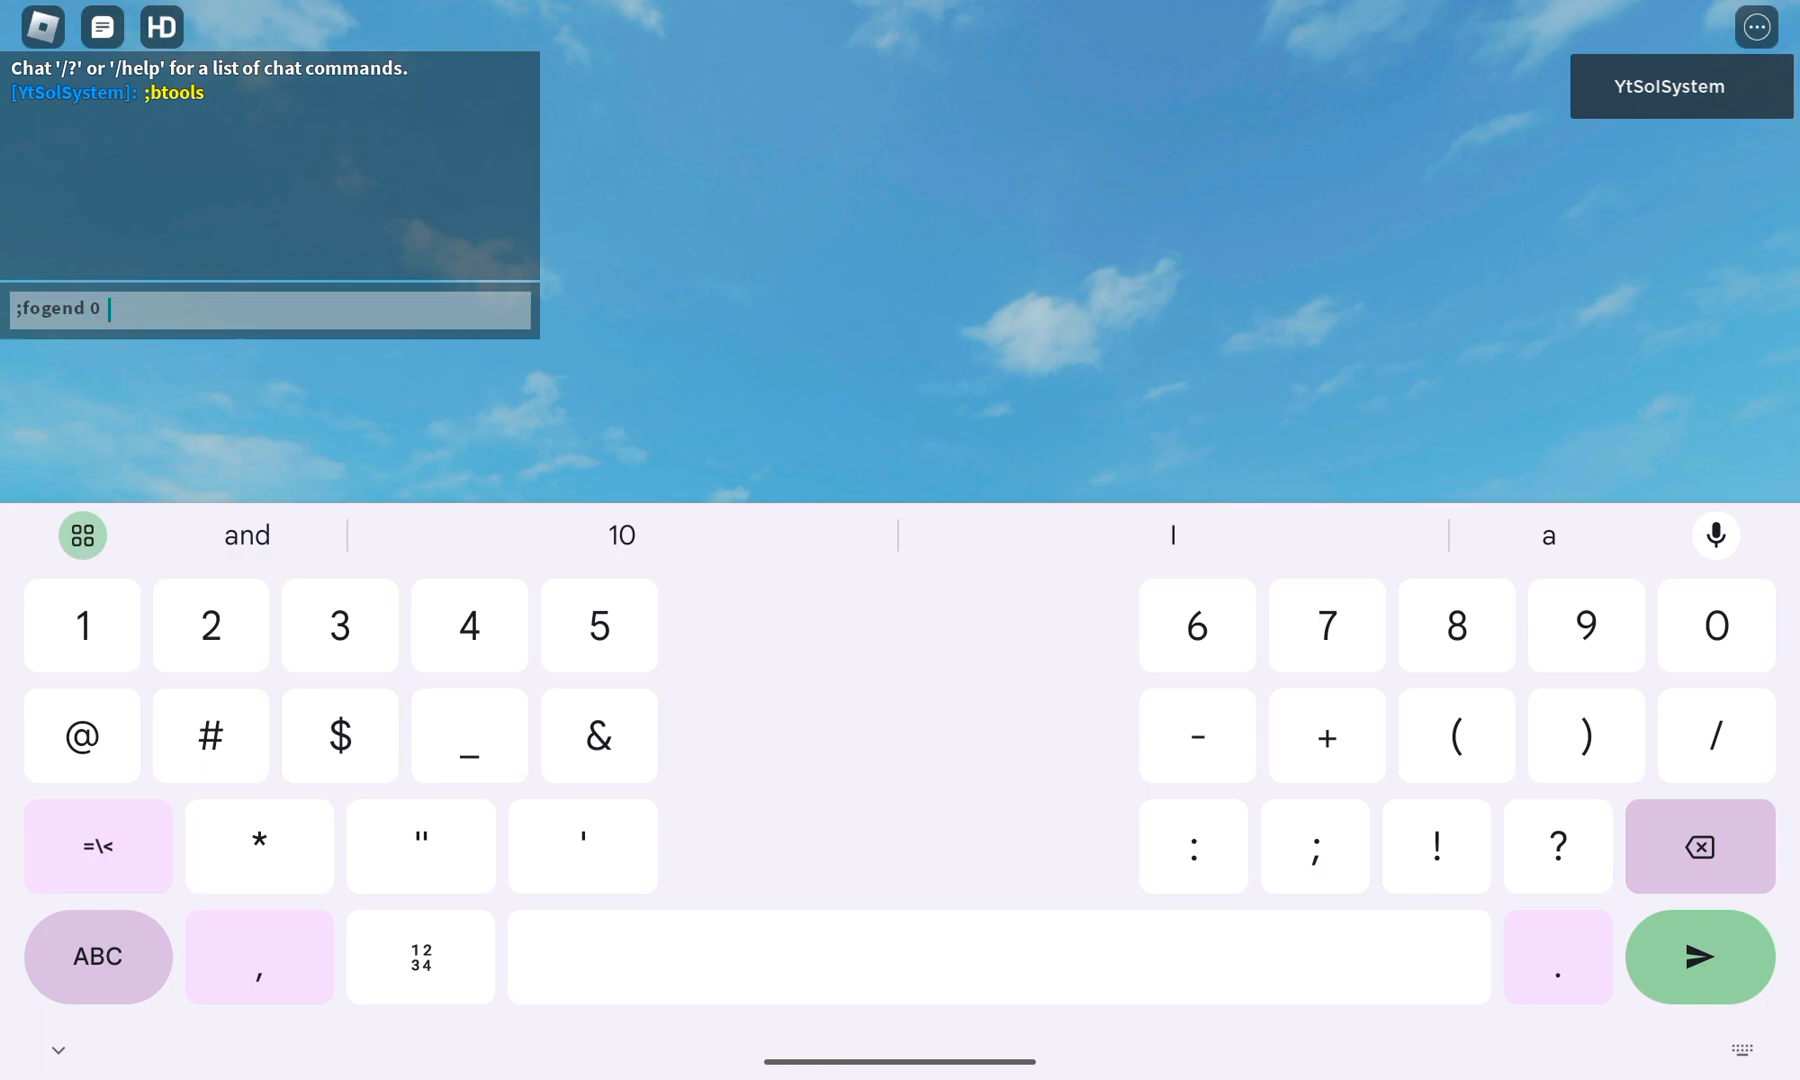 HD
Chat '/?' or '/help' for a list of chat commands.
[YtSolSystem]: ;btools
YtSolSystem
;fogend 0
and 10 I a
1 2 3 4 5 6 7 8 9 0
@ # $ _ & - + ( ) /
=\< * " ' : ; ! ?
ABC , 12 .
34